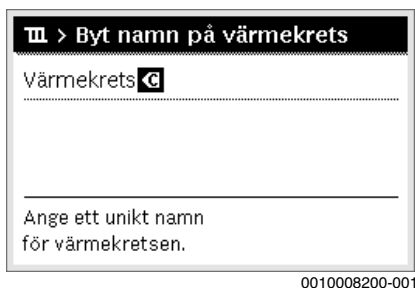 > Byt namn på värmekrets
Värmekrets C
Ange ett unikt namn
för värmekretsen.
0010008200-001